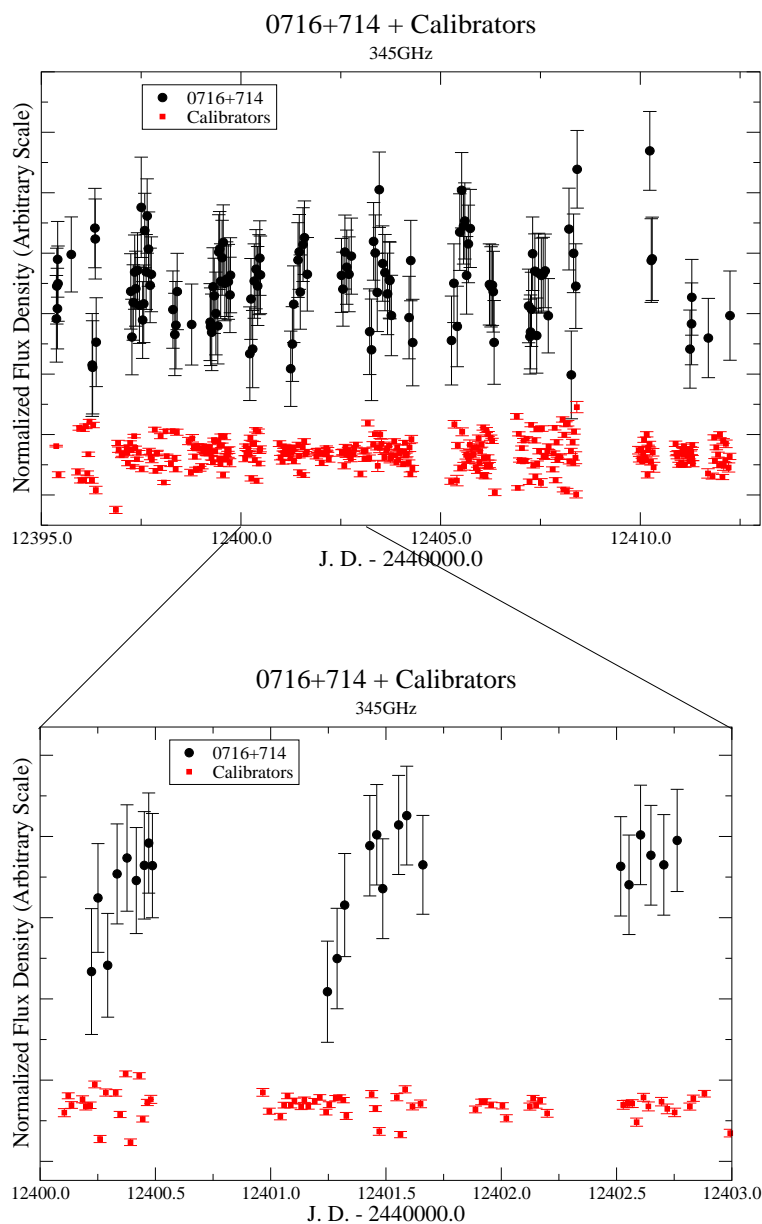 0716+714 + Calibrators
345GHz
0716+714
Calibrators
Normalized Flux Density (Arbitrary Scale)
12395.0 12400.0 12405.0 12410.0
J. D. - 2440000.0
0716+714 + Calibrators
345GHz
0716+714
Calibrators
Normalized Flux Density (Arbitrary Scale)
12400.0 12400.5 12401.0 12401.5 12402.0 12402.5 12403.0
J. D. - 2440000.0